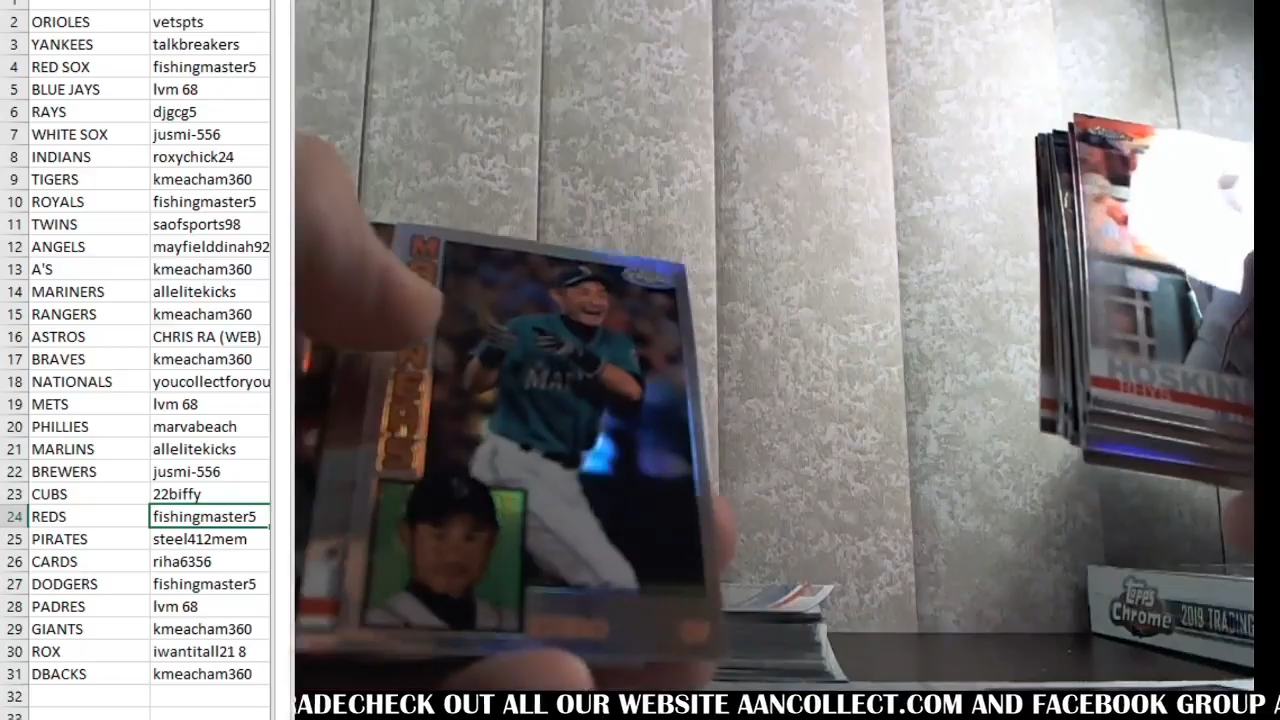 2 ORIOLES vetspts
3 YANKEES talkbreakers
4 RED SOX fishingmaster5
5 BLUE JAYS lvm 68
6 RAYS djgcg5
7 WHITE SOX jusmi-556
8 INDIANS roxychick24
9 TIGERS kmeacham360
10 ROYALS fishingmaster5
11 TWINS saofsports98
12 ANGELS mayfielddinah92
13 A'S kmeacham360
14 MARINERS allelitekicks
15 RANGERS kmeacham360
16 ASTROS CHRIS RA (WEB)
17 BRAVES kmeacham360
18 NATIONALS youcollectforyou
19 METS lvm 68
20 PHILLIES marvabeach
21 MARLINS allelitekicks
22 BREWERS jusmi-556
23 CUBS 22biffy
24 REDS fishingmaster5
25 PIRATES steel412mem
26 CARDS riha6356
27 DODGERS fishingmaster5
28 PADRES lvm 68
29 GIANTS kmeacham360
30 ROX iwantitall21 8
31 DBACKS kmeacham360
32
HOSKIN
RHYS
Topps
Chrome 2019 TRADING
ADECHECK OUT ALL OUR WEBSITE AANCOLLECT.COM AND FACEBOOK GROUP A